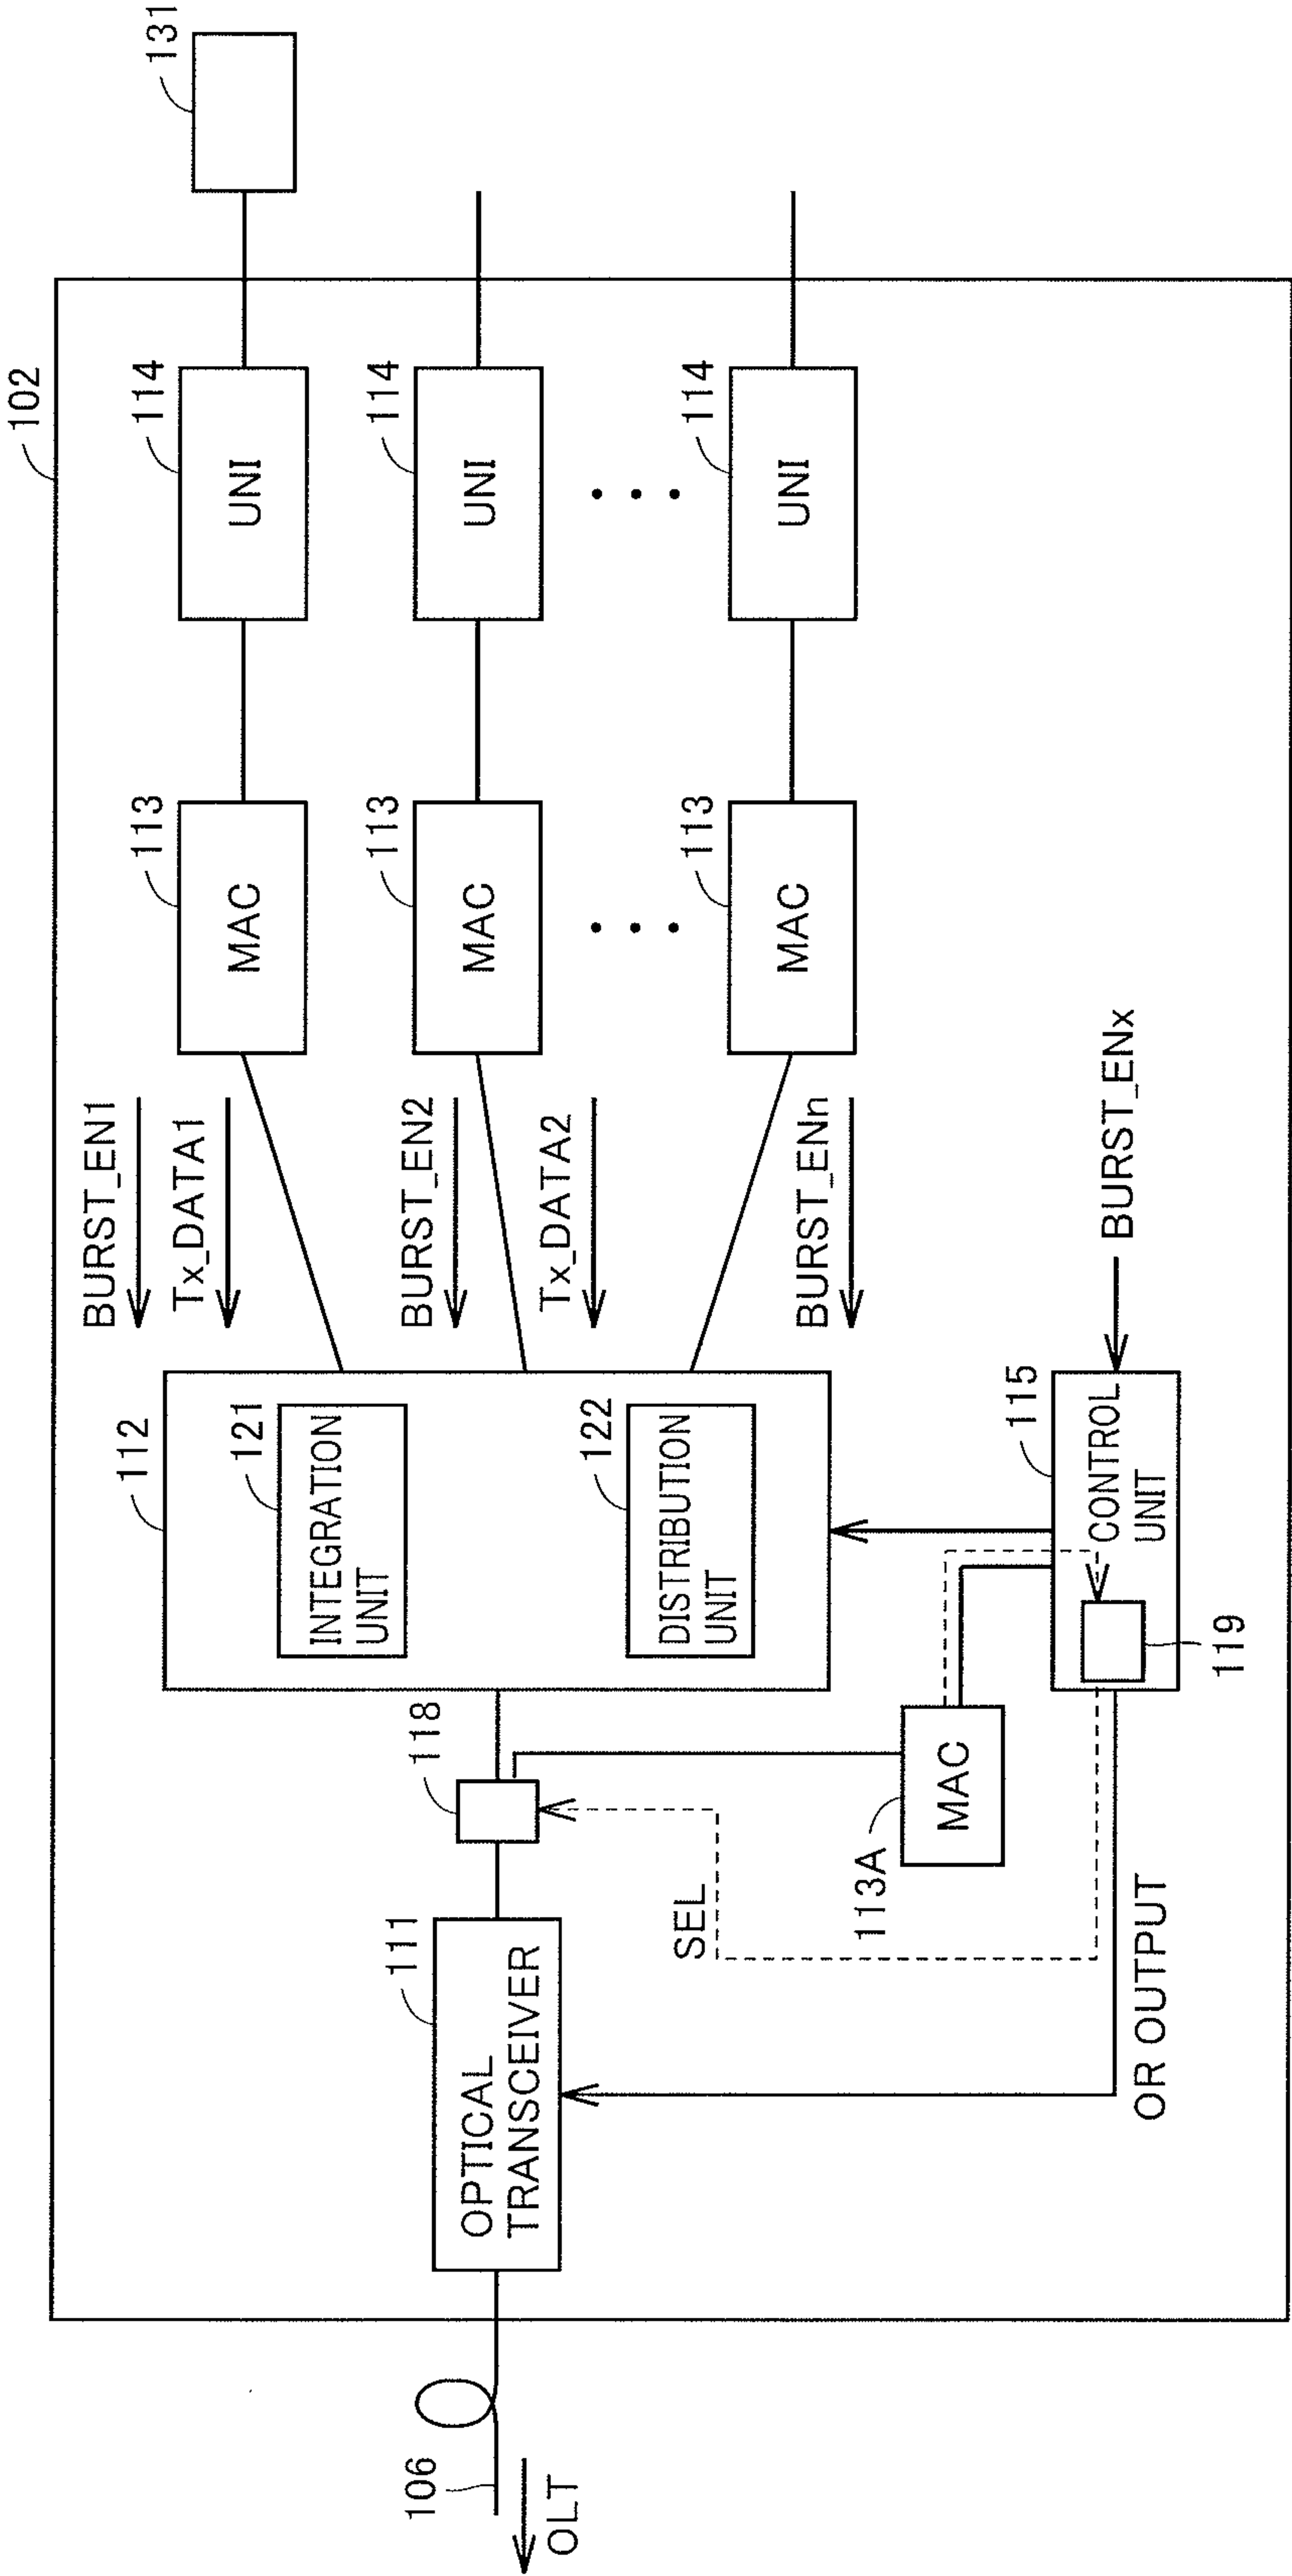 102
131
114
UNI
114
UNI
114
UNI
113
MAC
113
MAC
113
MAC
BURST_EN1
Tx_DATA1
BURST_EN2
Tx_DATA2
BURST_ENn
BURST_ENx
112
121
INTEGRATION
UNIT
122
DISTRIBUTION
UNIT
115
CONTROL
UNIT
119
118
113A
MAC
SEL
111
OPTICAL
TRANSCEIVER
OR OUTPUT
106
OLT